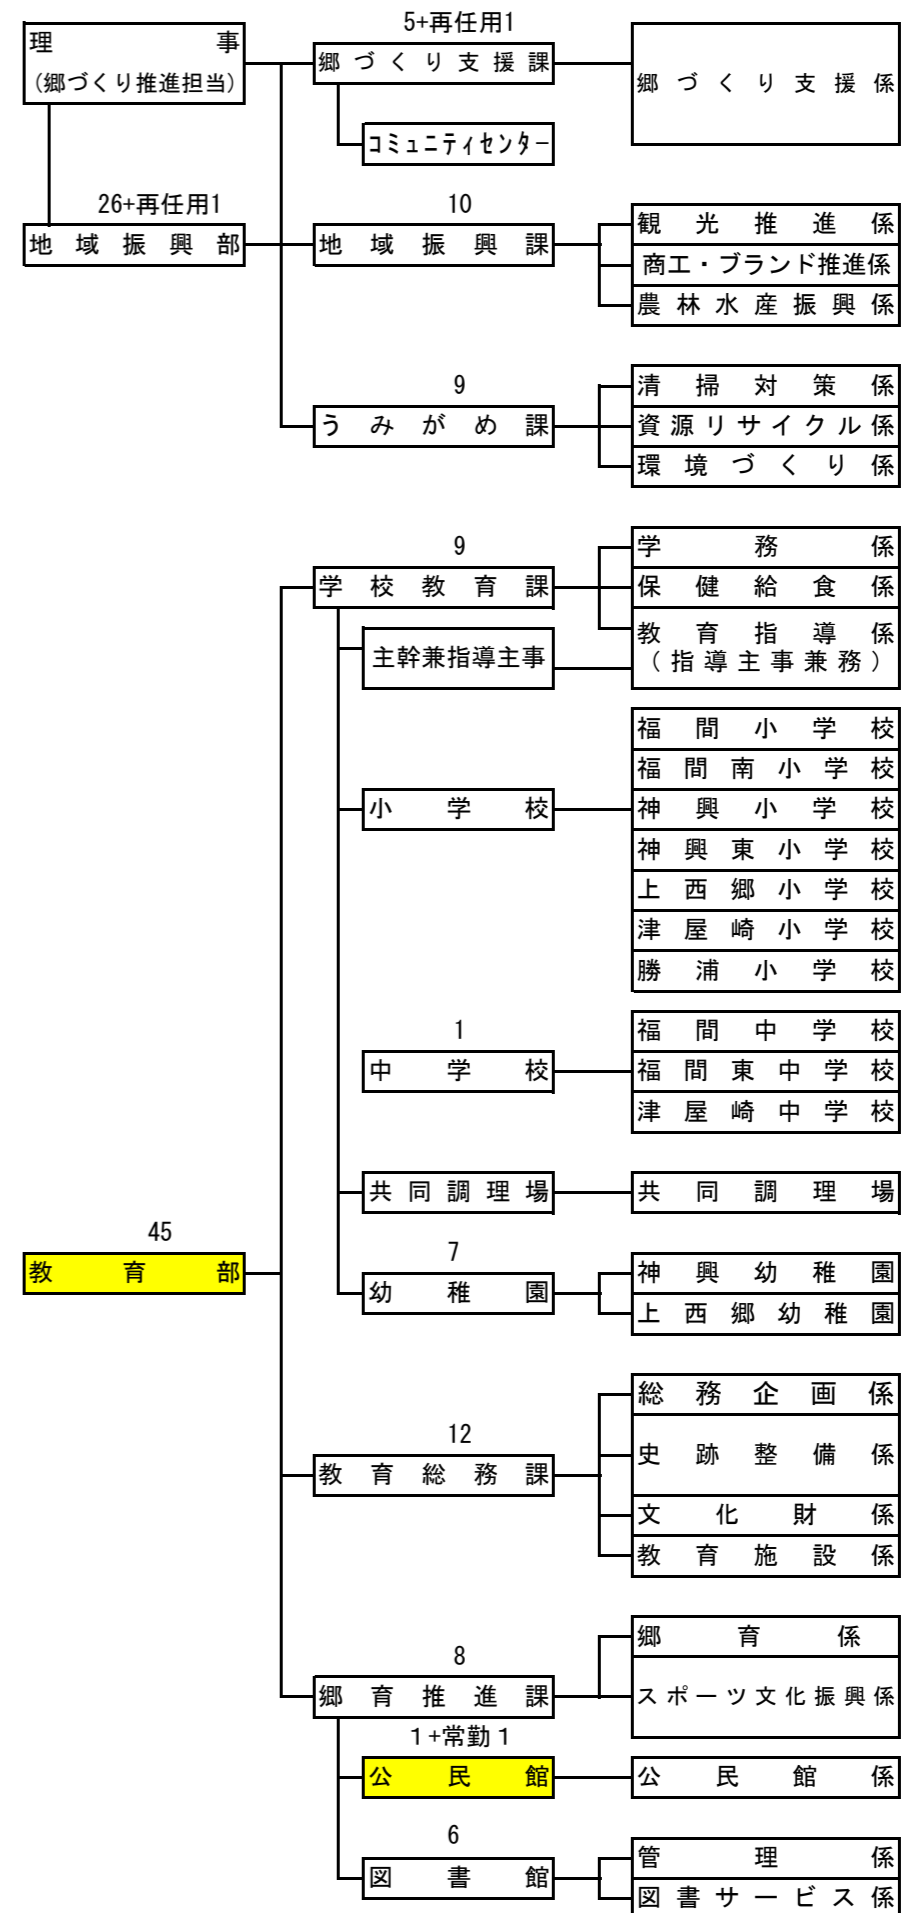 5+再任用1
理事
(郷づくり推進担当)
郷づくり支援課
郷づくり支援係
コミュニティセンター
26+再任用1
10
地域振興部
地域振興課
観光推進係
商工・ブランド推進係
農林水産振興係
9
うみがめ課
清掃対策係
資源リサイクル係
環境づくり係
9
学校教育課
学務係
保健給食係
教育指導係
(指導主事兼務)
主幹兼指導主事
小学校
福間小学校
福間南小学校
神興小学校
神興東小学校
上西郷小学校
津屋崎小学校
勝浦小学校
1
中学校
福間中学校
福間東中学校
津屋崎中学校
共同調理場
共同調理場
45
教育部
7
幼稚園
神興幼稚園
上西郷幼稚園
12
教育総務課
総務企画係
史跡整備係
文化財係
教育施設係
8
郷育推進課
郷育係
スポーツ文化振興係
1+常勤1
公民館
公民館係
6
図書館
管理係
図書サービス係